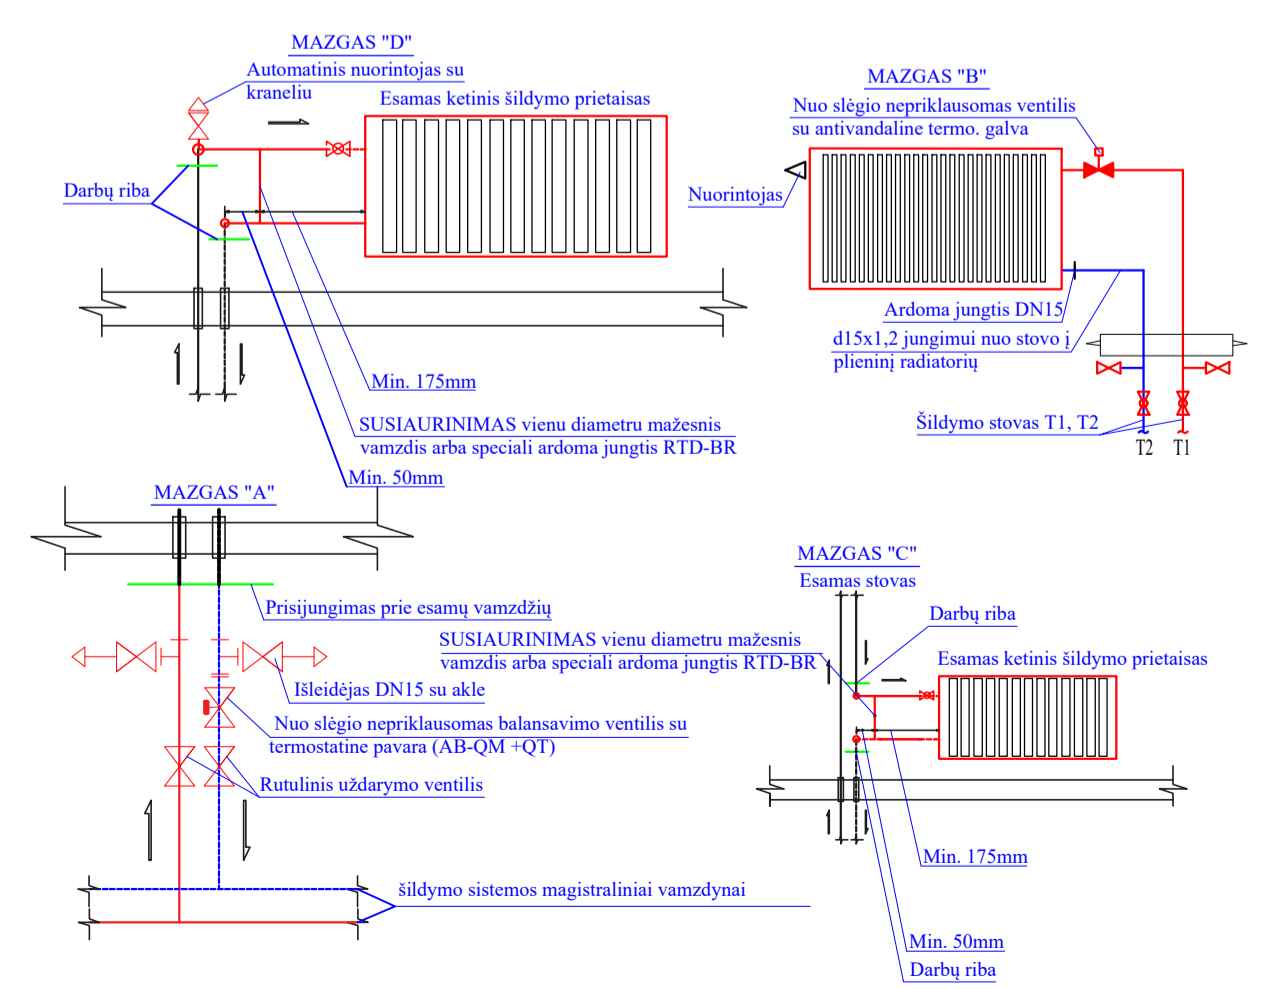 MAZGAS "D"
Automatinis nuorintojas su
kraneliu
Esamas ketinis šildymo prietaisas
Darbų riba
Min. 175mm
SUSIAURINIMAS vienu diametru mažesnis
vamzdis arba speciali ardoma jungtis RTD-BR
Min. 50mm
MAZGAS "B"
Nuo slėgio nepriklausomas ventilis
su antivandaline termo. galva
Nuorintojas
Ardoma jungtis DN15
d15x1,2 jungimui nuo stovo į
plieninį radiatorių
Šildymo stovas T1, T2
T2
T1
MAZGAS "A"
Prisijungimas prie esamų vamzdžių
Išleidėjas DN15 su akle
Nuo slėgio nepriklausomas balansavimo ventilis su
termostatine pavara (AB-QM +QT)
Rutulinis uždarymo ventilis
šildymo sistemos magistraliniai vamzdynai
MAZGAS "C"
Esamas stovas
Darbų riba
SUSIAURINIMAS vienu diametru mažesnis
vamzdis arba speciali ardoma jungtis RTD-BR
Esamas ketinis šildymo prietaisas
Min. 175mm
Min. 50mm
Darbų riba